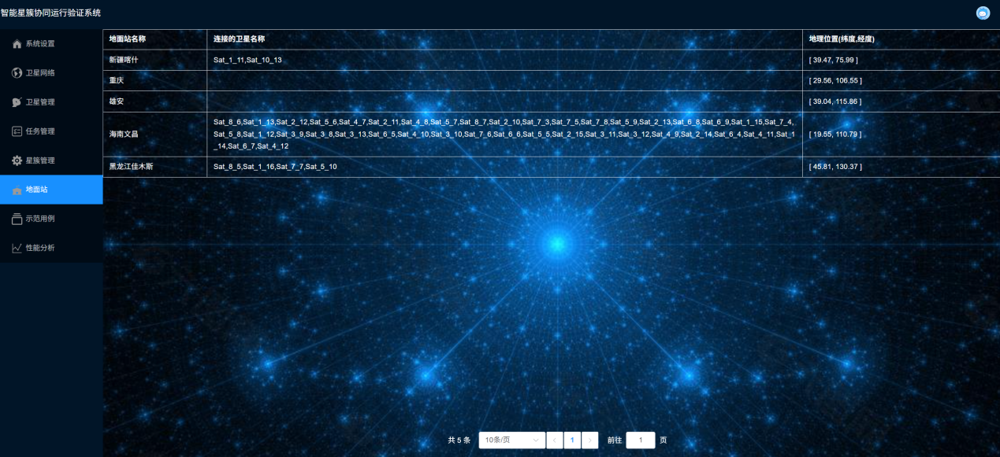 智能星簇协同运行验证系统
系统设置
卫星网络
卫星管理
任务管理
星簇管理
地面站
示范用例
性能分析
地面站名称 连接的卫星名称 地理位置(纬度,经度)
新疆喀什 Sat_1_11,Sat_10_13 [ 39.47, 75.99 ]
重庆 [ 29.56, 106.55 ]
雄安 [ 39.04, 115.86 ]
海南文昌 Sat_8_6,Sat_1_13,Sat_2_12,Sat_5_6,Sat_4_7,Sat_2_11,Sat_4_8,Sat_5_7,Sat_8_7,Sat_2_10,Sat_7_3,Sat_7_5,Sat_7_8,Sat_5_9,Sat_2_13,Sat_6_8,Sat_6_9,Sat_1_15,Sat_7_4,
Sat_5_8,Sat_1_12,Sat_3_9,Sat_3_8,Sat_3_13,Sat_6_5,Sat_4_10,Sat_3_10,Sat_7_6,Sat_6_6,Sat_5_5,Sat_2_15,Sat_3_11,Sat_3_12,Sat_4_9,Sat_2_14,Sat_6_4,Sat_4_11,Sat_1 [ 19.55, 110.79 ]
_14,Sat_6_7,Sat_4_12
黑龙江佳木斯 Sat_8_5,Sat_1_16,Sat_7_7,Sat_5_10 [ 45.81, 130.37 ]
共 5 条 10条/页 1 前往 1 页